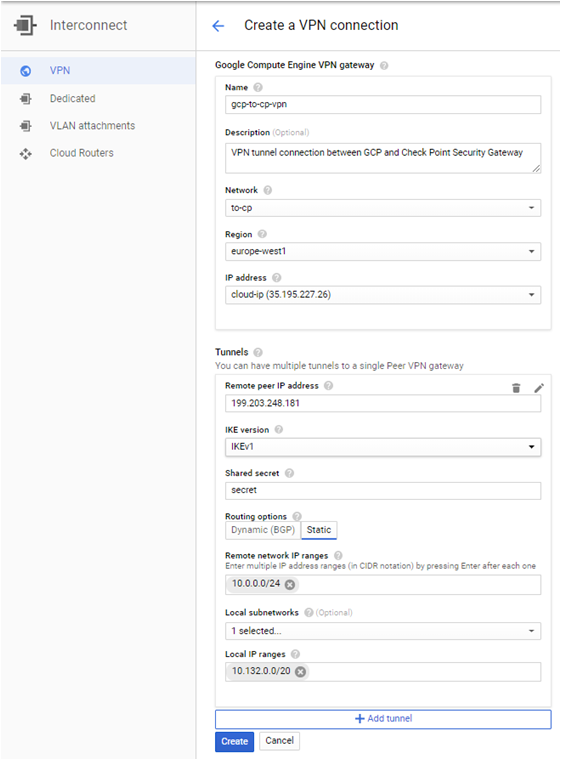 Interconnect
Create a VPN connection
VPN
Dedicated
VLAN attachments
Cloud Routers
Google Compute Engine VPN gateway
Name
gcp-to-cp-vpn
Description (Optional)
VPN tunnel connection between GCP and Check Point Security Gateway
Network
to-cp
Region
europe-west1
IP address
cloud-ip (35.195.227.26)
Tunnels
You can have multiple tunnels to a single Peer VPN gateway
Remote peer IP address
199.203.248.181
IKE version
IKEv1
Shared secret
secret
Routing options
Dynamic (BGP) Static
Remote network IP ranges
Enter multiple IP address ranges (in CIDR notation) by pressing Enter after each one
10.0.0.0/24
Local subnetworks (Optional)
1 selected...
Local IP ranges
10.132.0.0/20
+ Add tunnel
Create Cancel